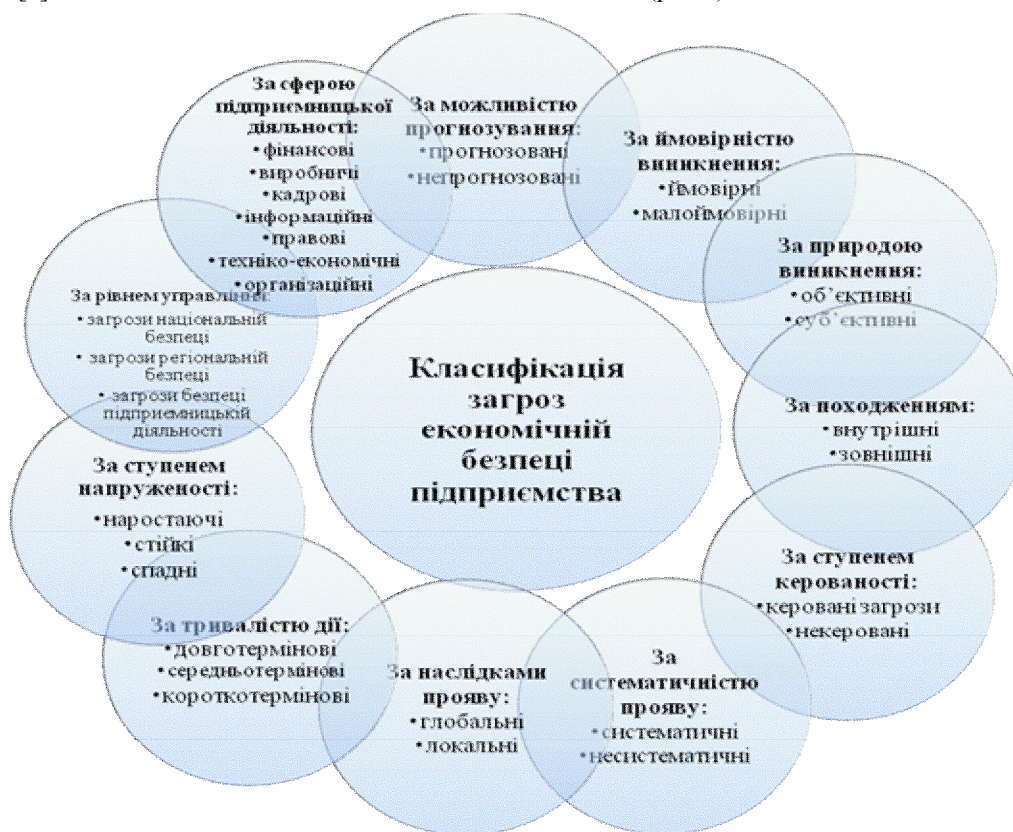 За сферою
підприємницької
діяльності:
•фінансові
•виробничі
•кадрові
•інформаційні
•правові
•техніко-економічні
•організаційні
За можливістю
прогнозування:
•прогнозовані
•непрогнозовані
За ймовірністю
виникнення:
•ймовірні
•малоймовірні
За природою
виникнення:
•об’єктивні
•суб’єктивні
За походженням:
•внутрішні
•зовнішні
За ступенем
керованості:
•керовані загрози
•некеровані
За
систематичністю
прояву:
•систематичні
•несистематичні
За наслідками
прояву:
•глобальні
•локальні
За тривалістю дії:
•довготермінові
•середньотермінові
•короткотермінові
За ступенем
напруженості:
•наростаючі
•стійкі
•спадні
За рівнем управління:
• загрози національній
безпеці
• загрози регіональній
безпеці
• загрози безпеці
підприємницькій
діяльності
Класифікація
загроз
економічній
безпеці
підприємства